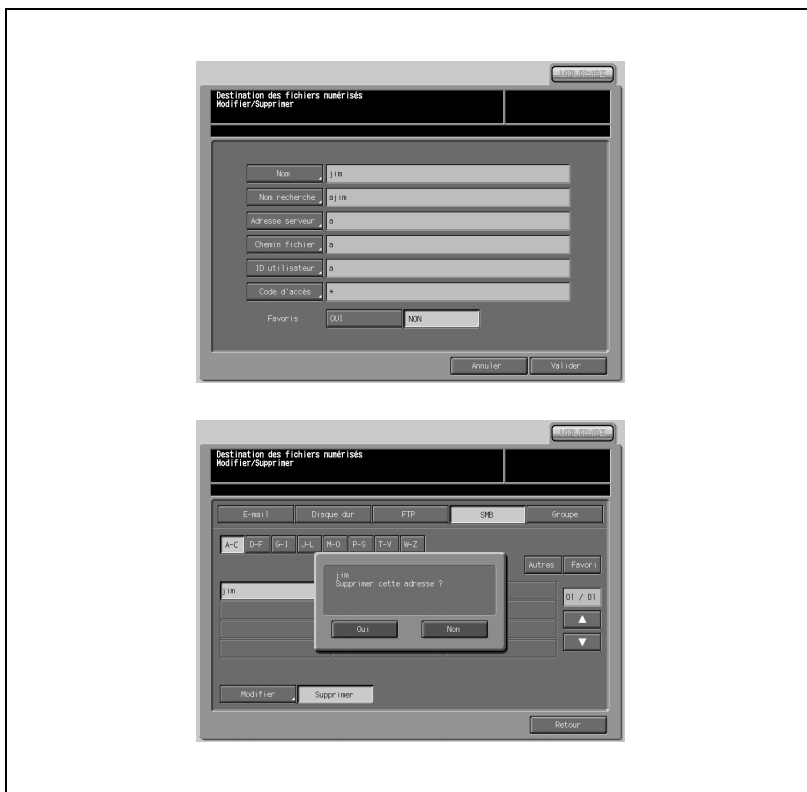 Destination des fichiers numérisés
Modifier/Supprimer
Nom jim
Nom recherche ajim
Adresse serveur a
Chemin fichier a
ID utilisateur a
Code d'accès *
Favoris OUI NON
Annuler Valider
Destination des fichiers numérisés
Modifier/Supprimer
E-mail Disque dur FTP SMB Groupe
A-C D-F G-I J-L M-O P-S T-V W-Z
Autres Favori
jim
Supprimer cette adresse ?
Oui Non
jim
01 / 01
Modifier Supprimer
Retour